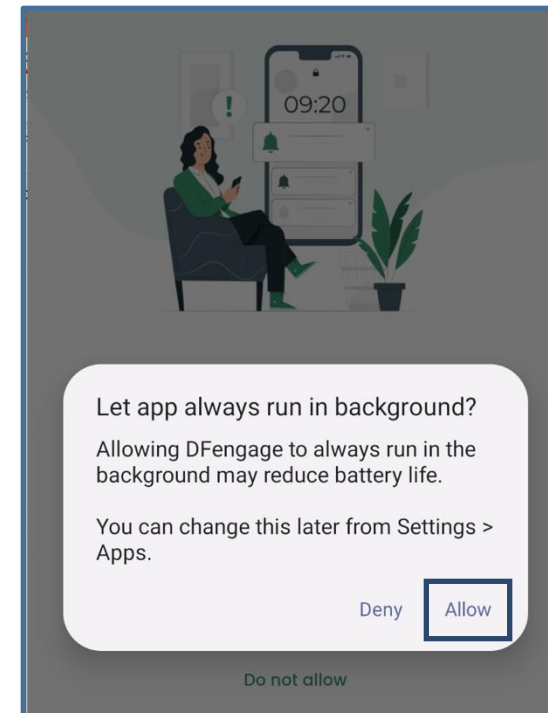 09:20
Let app always run in background?
Allowing DFengage to always run in the
background may reduce battery life.
You can change this later from Settings >
Apps.
Deny Allow
Do not allow